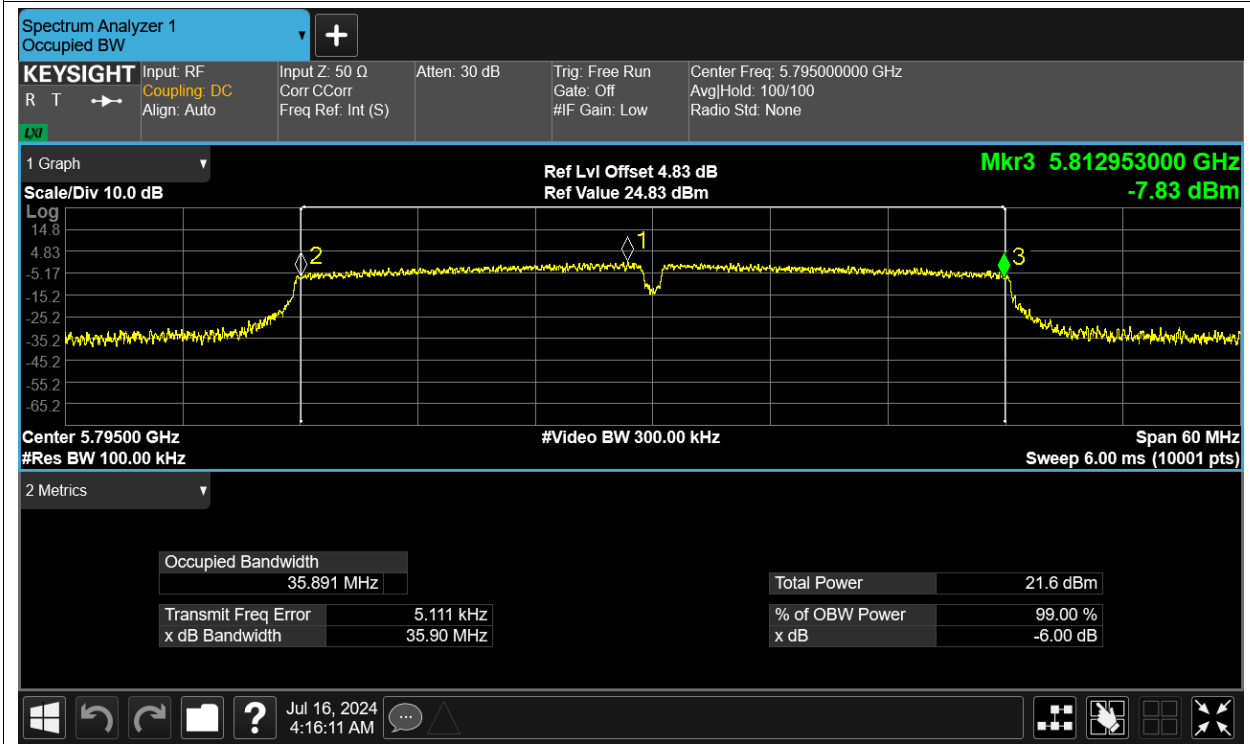 Spectrum Analyzer 1
Occupied BW
+
KEYSIGHT Input: RF Input Z: 50 Ω Atten: 30 dB Trig: Free Run Center Freq: 5.795000000 GHz
R T Coupling: DC Corr CCorr Gate: Off Avg|Hold: 100/100
Align: Auto Freq Ref: Int (S) #IF Gain: Low Radio Std: None
LXI
1 Graph Ref Lvl Offset 4.83 dB Mkr3 5.812953000 GHz
Scale/Div 10.0 dB Ref Value 24.83 dBm -7.83 dBm
Log
14.8
4.83
-5.17
-15.2
-25.2
-35.2
-45.2
-55.2
-65.2
2
1
3
Center 5.79500 GHz #Video BW 300.00 kHz Span 60 MHz
#Res BW 100.00 kHz Sweep 6.00 ms (10001 pts)
2 Metrics
Occupied Bandwidth
35.891 MHz Total Power 21.6 dBm
Transmit Freq Error 5.111 kHz % of OBW Power 99.00 %
x dB Bandwidth 35.90 MHz x dB -6.00 dB
? Jul 16, 2024
4:16:11 AM